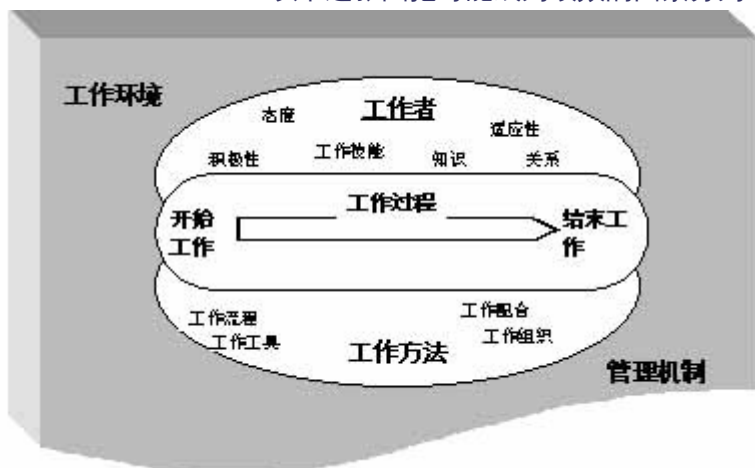 工作环境
工作者
态度
适应性
积极性
工作技能
知识
关系
工作过程
开始
工作
结束工
作
工作流程
工作配合
工作工具
工作组织
工作方法
管理机制